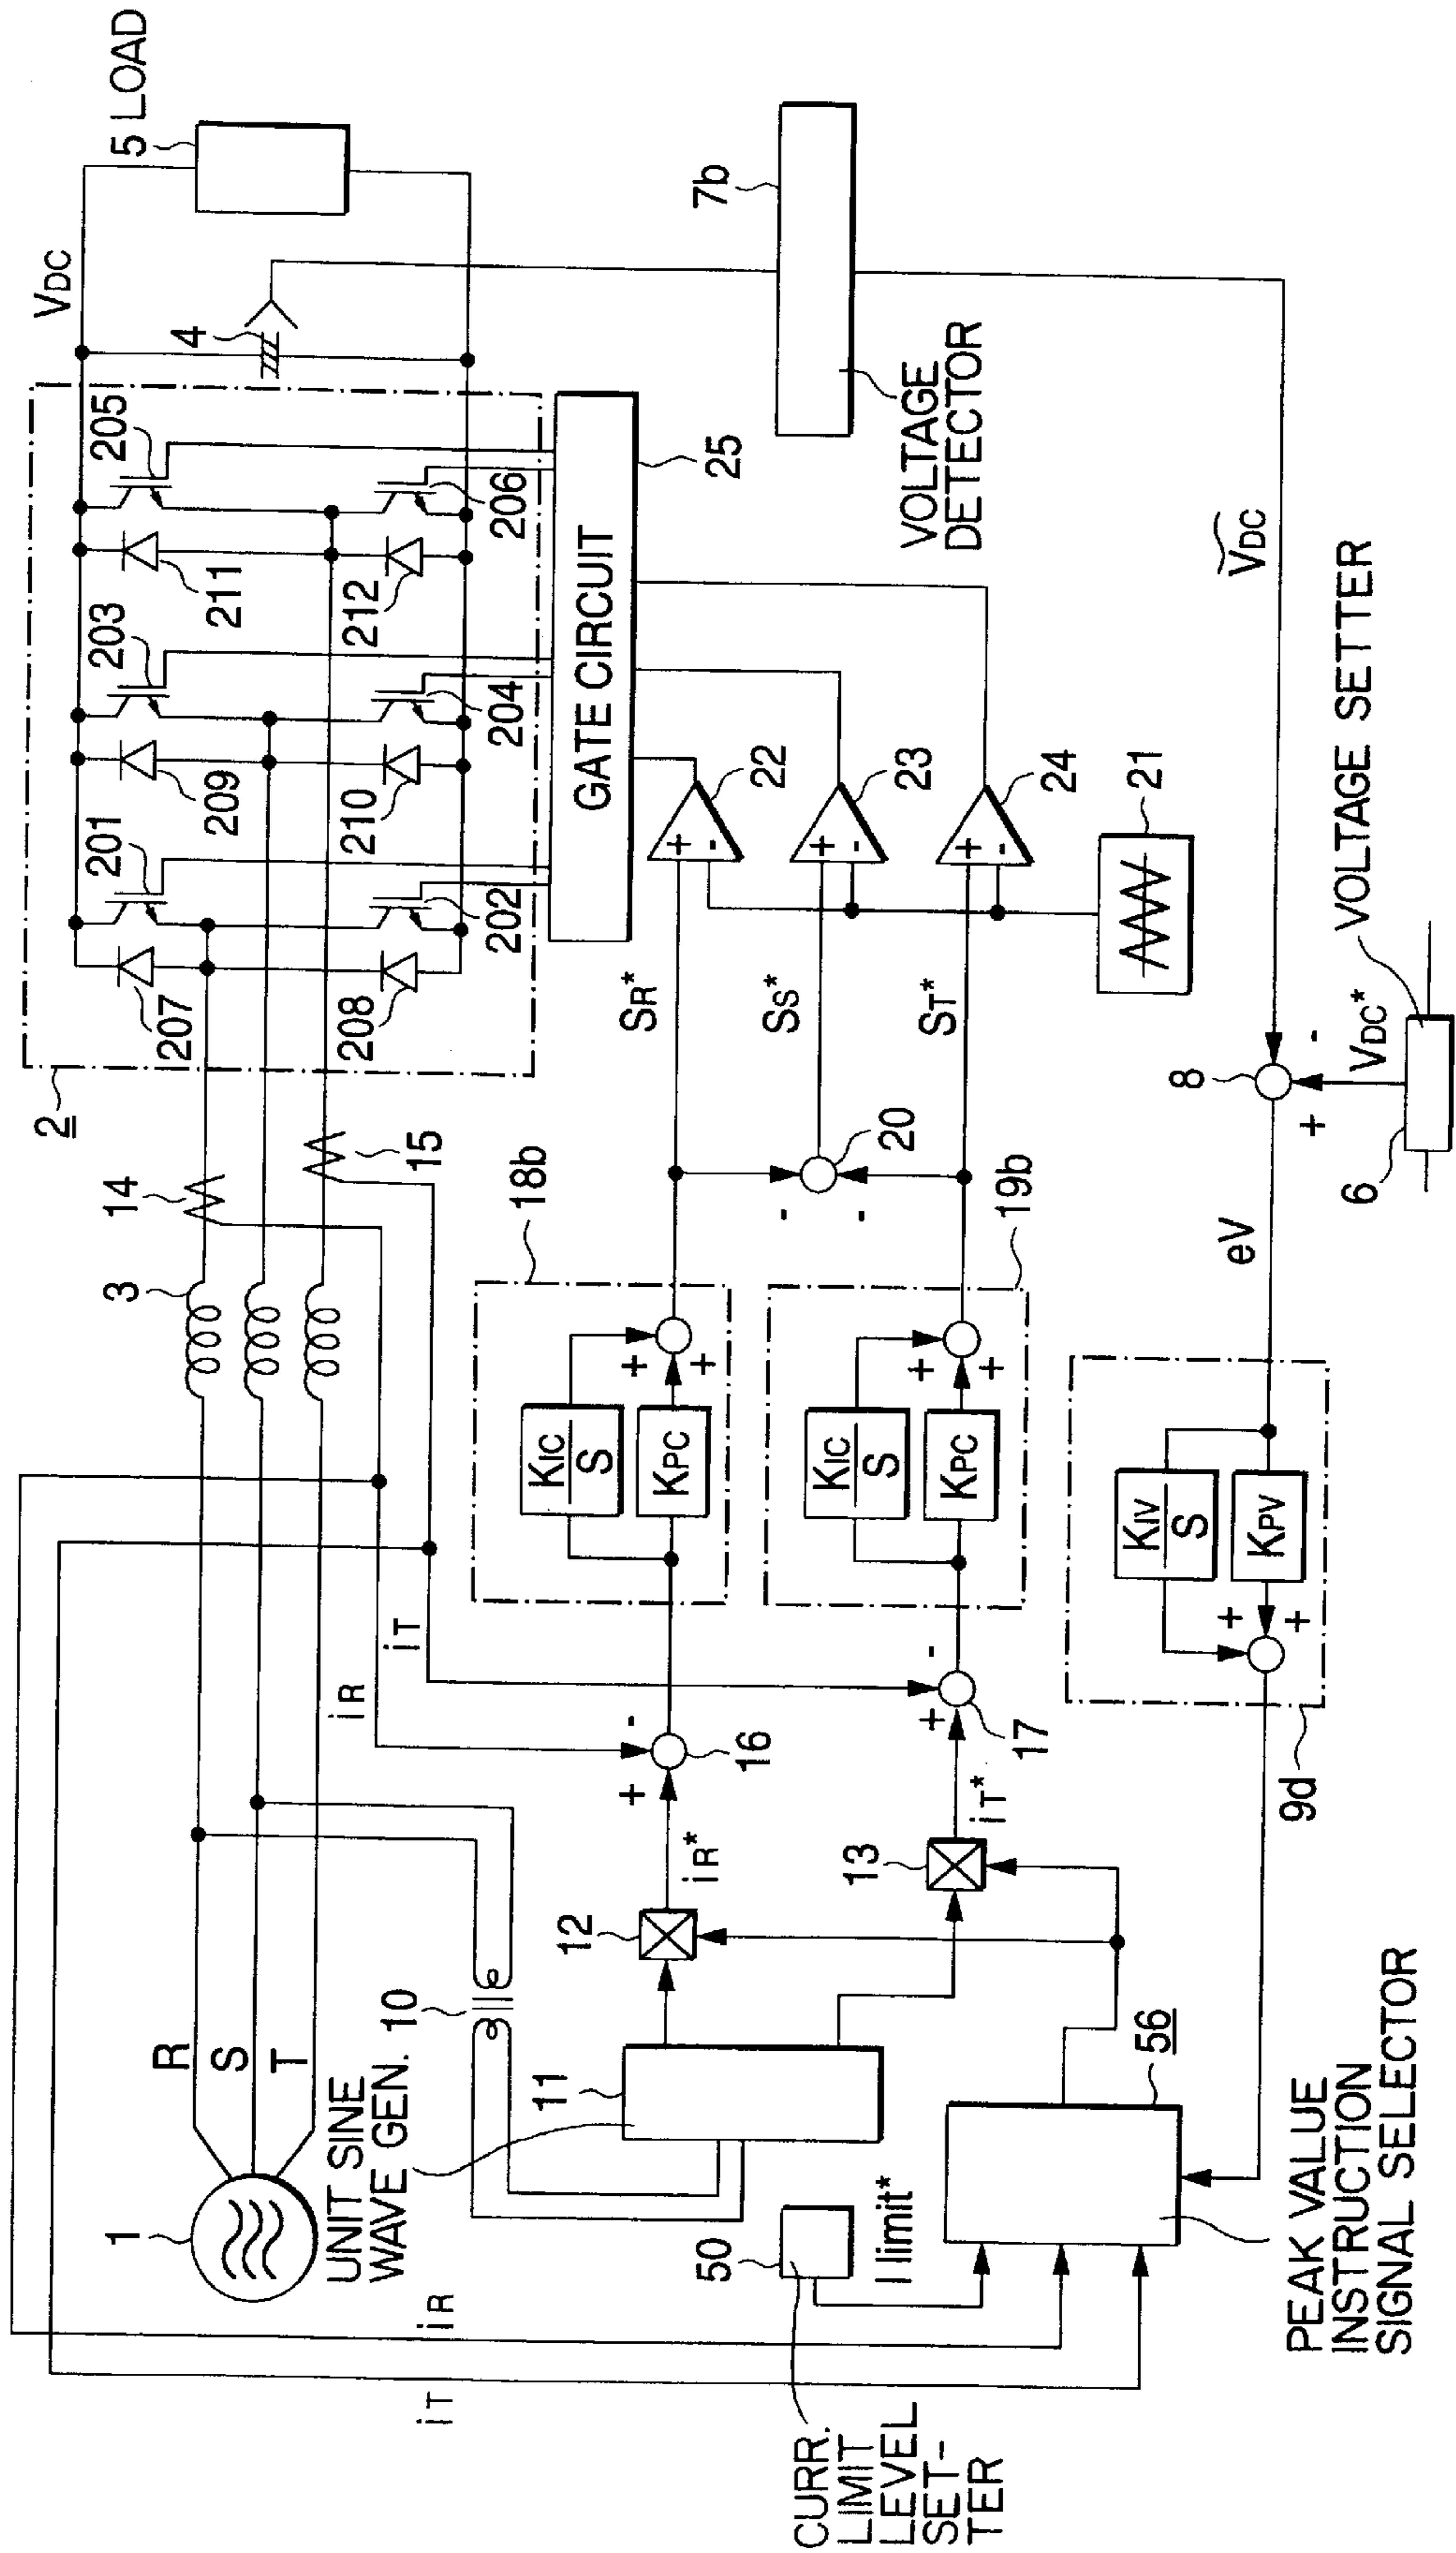 1
R
S
T
3
14
15
2
207
201
209
203
211
205
208
202
210
204
212
206
VDC
4
5 LOAD
iR
iT
iR
iT
UNIT SINE
WAVE GEN.
10
11
12
iR*
+
-
16
18b
KIC
S
KPC
+
+
SR*
GATE CIRCUIT
25
+
-
22
7b
VOLTAGE
DETECTOR
13
iT*
+
-
17
19b
KIC
S
KPC
+
+
-
-
20
SS*
ST*
+
-
23
+
-
24
21
CURR.
LIMIT
LEVEL
SET-
TER
50
I limit*
56
PEAK VALUE
INSTRUCTION
SIGNAL SELECTOR
9d
KIV
S
KPV
+
+
eV
8
+
-
VDC
6
VDC*
VOLTAGE SETTER